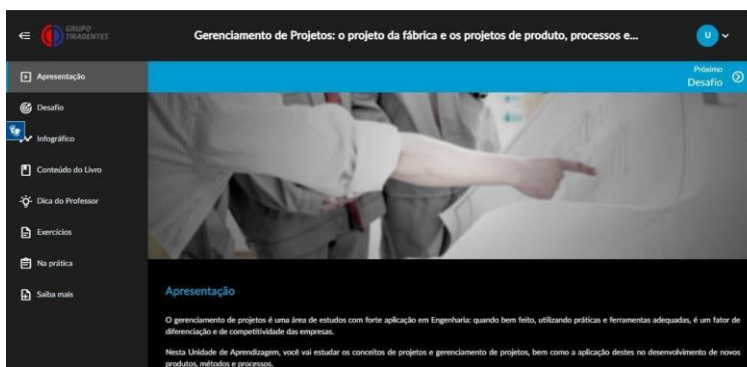 GRUPO
TIRADENTES
Gerenciamento de Projetos: o projeto da fábrica e os projetos de produto, processos e...
U
Próximo
Desafio
Apresentação
Desafio
Infográfico
Conteúdo do Livro
Dica do Professor
Exercícios
Na prática
Saiba mais
Apresentação
O gerenciamento de projetos é uma área de estudos com forte aplicação em Engenharia: quando bem feito, utilizando práticas e ferramentas adequadas, é um fator de
diferenciação e de competitividade das empresas.
Nesta Unidade de Aprendizagem, você vai estudar os conceitos de projetos e gerenciamento de projetos, bem como a aplicação destes no desenvolvimento de novos
produtos, métodos e processos.